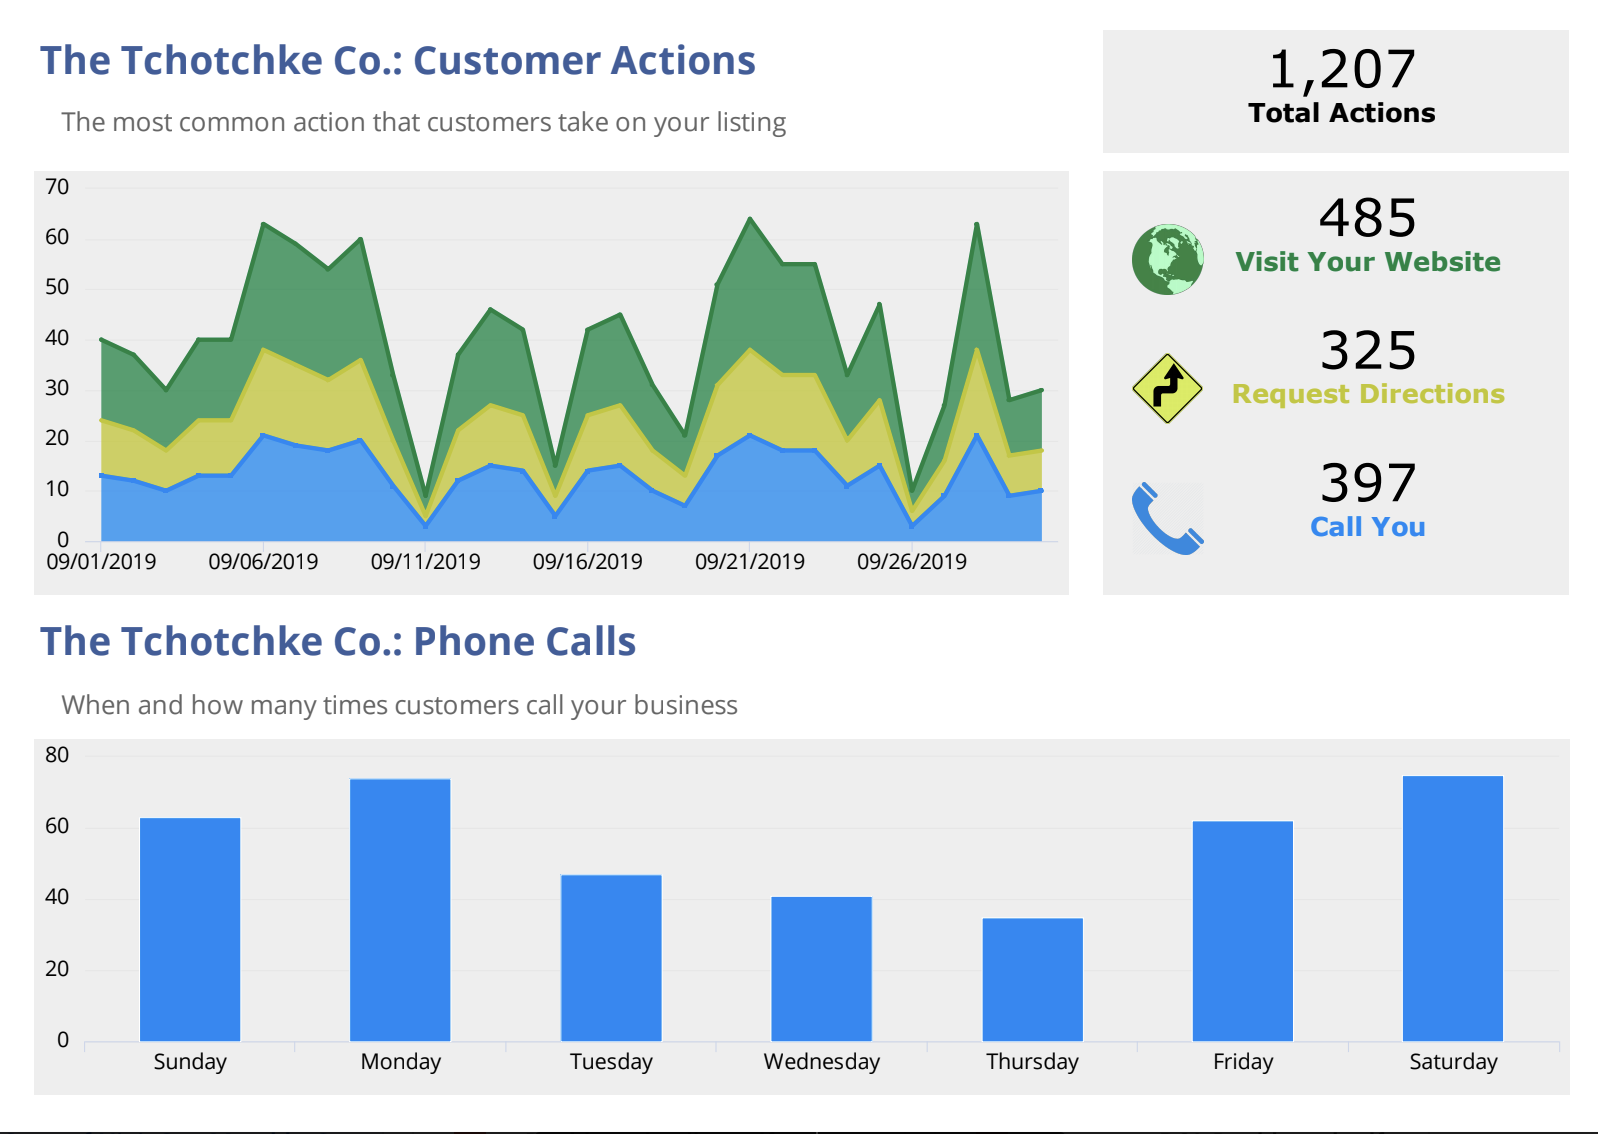 The Tchotchke Co.: Customer Actions
The most common action that customers take on your listing
1,207
Total Actions
70
60
50
40
30
20
10
0
09/01/2019 09/06/2019 09/11/2019 09/16/2019 09/21/2019 09/26/2019
485
Visit Your Website
325
Request Directions
397
Call You
The Tchotchke Co.: Phone Calls
When and how many times customers call your business
80
60
40
20
0
Sunday Monday Tuesday Wednesday Thursday Friday Saturday